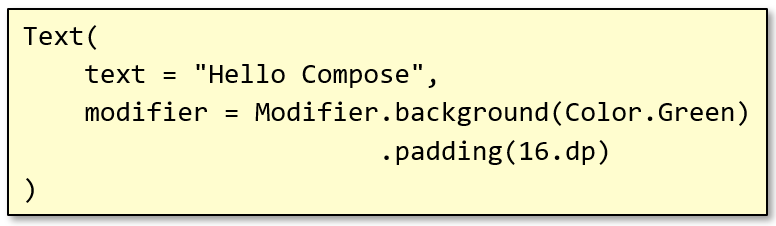 Text(
    text = "Hello Compose",
    modifier = Modifier.background(Color.Green)
                       .padding(16.dp)
)